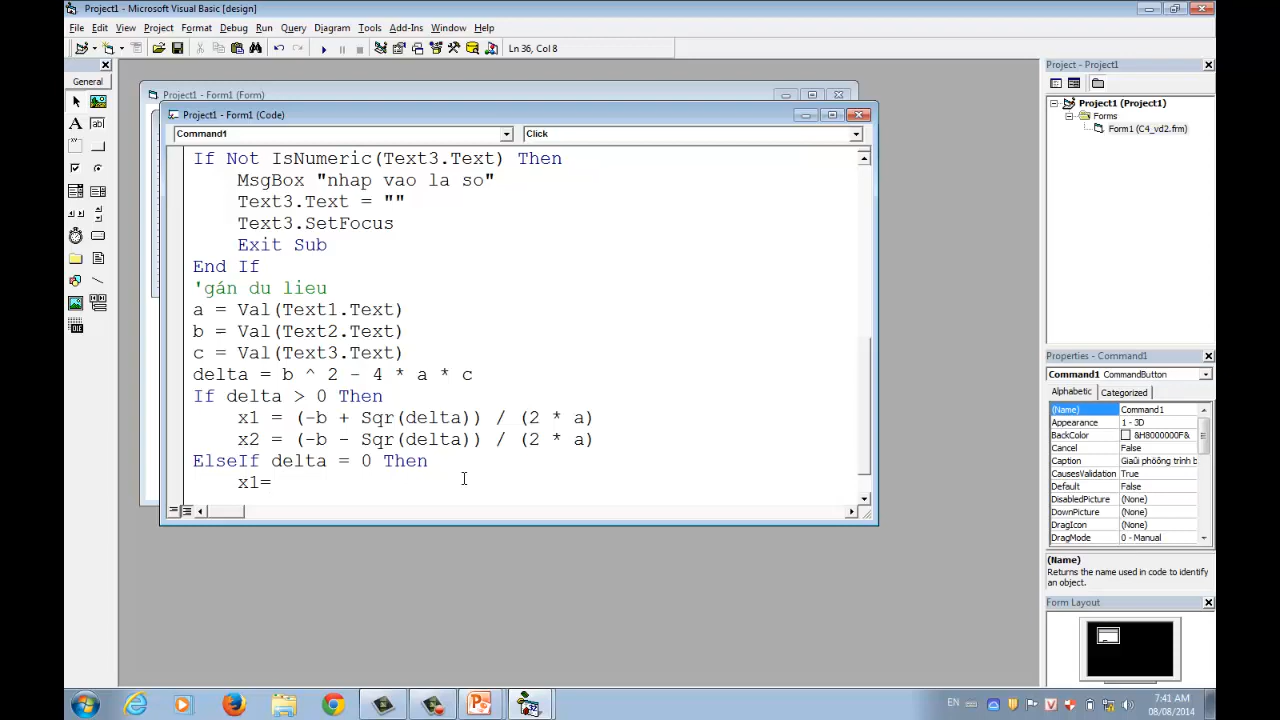 Project1 - Microsoft Visual Basic [design]
File Edit View Project Format Debug Run Query Diagram Tools Add-Ins Window Help
Ln 36, Col 8
General
Project1 - Form1 (Form)
Project1 - Form1 (Code)
Command1
Click
If Not IsNumeric(Text3.Text) Then
MsgBox "nhap vao la so"
Text3.Text = ""
Text3.SetFocus
Exit Sub
End If
'gán du lieu
a = Val(Text1.Text)
b = Val(Text2.Text)
c = Val(Text3.Text)
delta = b ^ 2 - 4 * a * c
If delta > 0 Then
x1 = (-b + Sqr(delta)) / (2 * a)
x2 = (-b - Sqr(delta)) / (2 * a)
ElseIf delta = 0 Then
x1=
Project - Project1
Project1 (Project1)
Forms
Form1 (C4_vd2.frm)
Properties - Command1
Command1 CommandButton
Alphabetic Categorized
(Name) Command1
Appearance 1 - 3D
BackColor &H8000000F&
Cancel False
Caption Giaûi phöông trình b
CausesValidation True
Default False
DisabledPicture (None)
DownPicture (None)
DragIcon (None)
DragMode 0 - Manual
(Name)
Returns the name used in code to identify
an object.
Form Layout
EN
7:41 AM
08/08/2014